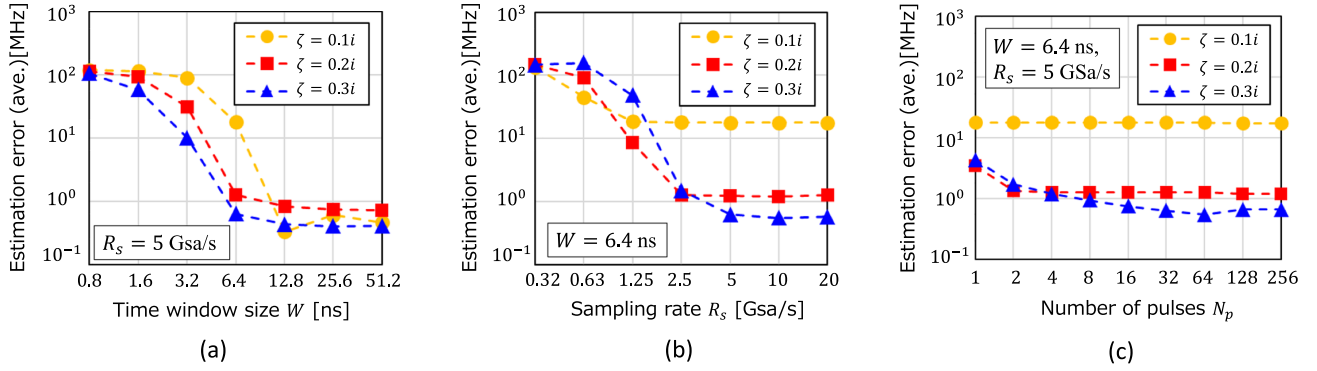 Estimation error (ave.)[MHz]
10³
10²
10¹
10⁰
10⁻¹
ζ = 0.1i
ζ = 0.2i
ζ = 0.3i
R_s = 5 Gsa/s
0.8 1.6 3.2 6.4 12.8 25.6 51.2
Time window size W [ns]
(a)
Estimation error (ave.)[MHz]
10³
10²
10¹
10⁰
10⁻¹
ζ = 0.1i
ζ = 0.2i
ζ = 0.3i
W = 6.4 ns
0.32 0.63 1.25 2.5 5 10 20
Sampling rate R_s [Gsa/s]
(b)
Estimation error (ave.)[MHz]
10³
10²
10¹
10⁰
10⁻¹
W = 6.4 ns,
R_s = 5 GSa/s
ζ = 0.1i
ζ = 0.2i
ζ = 0.3i
1 2 4 8 16 32 64 128 256
Number of pulses N_p
(c)